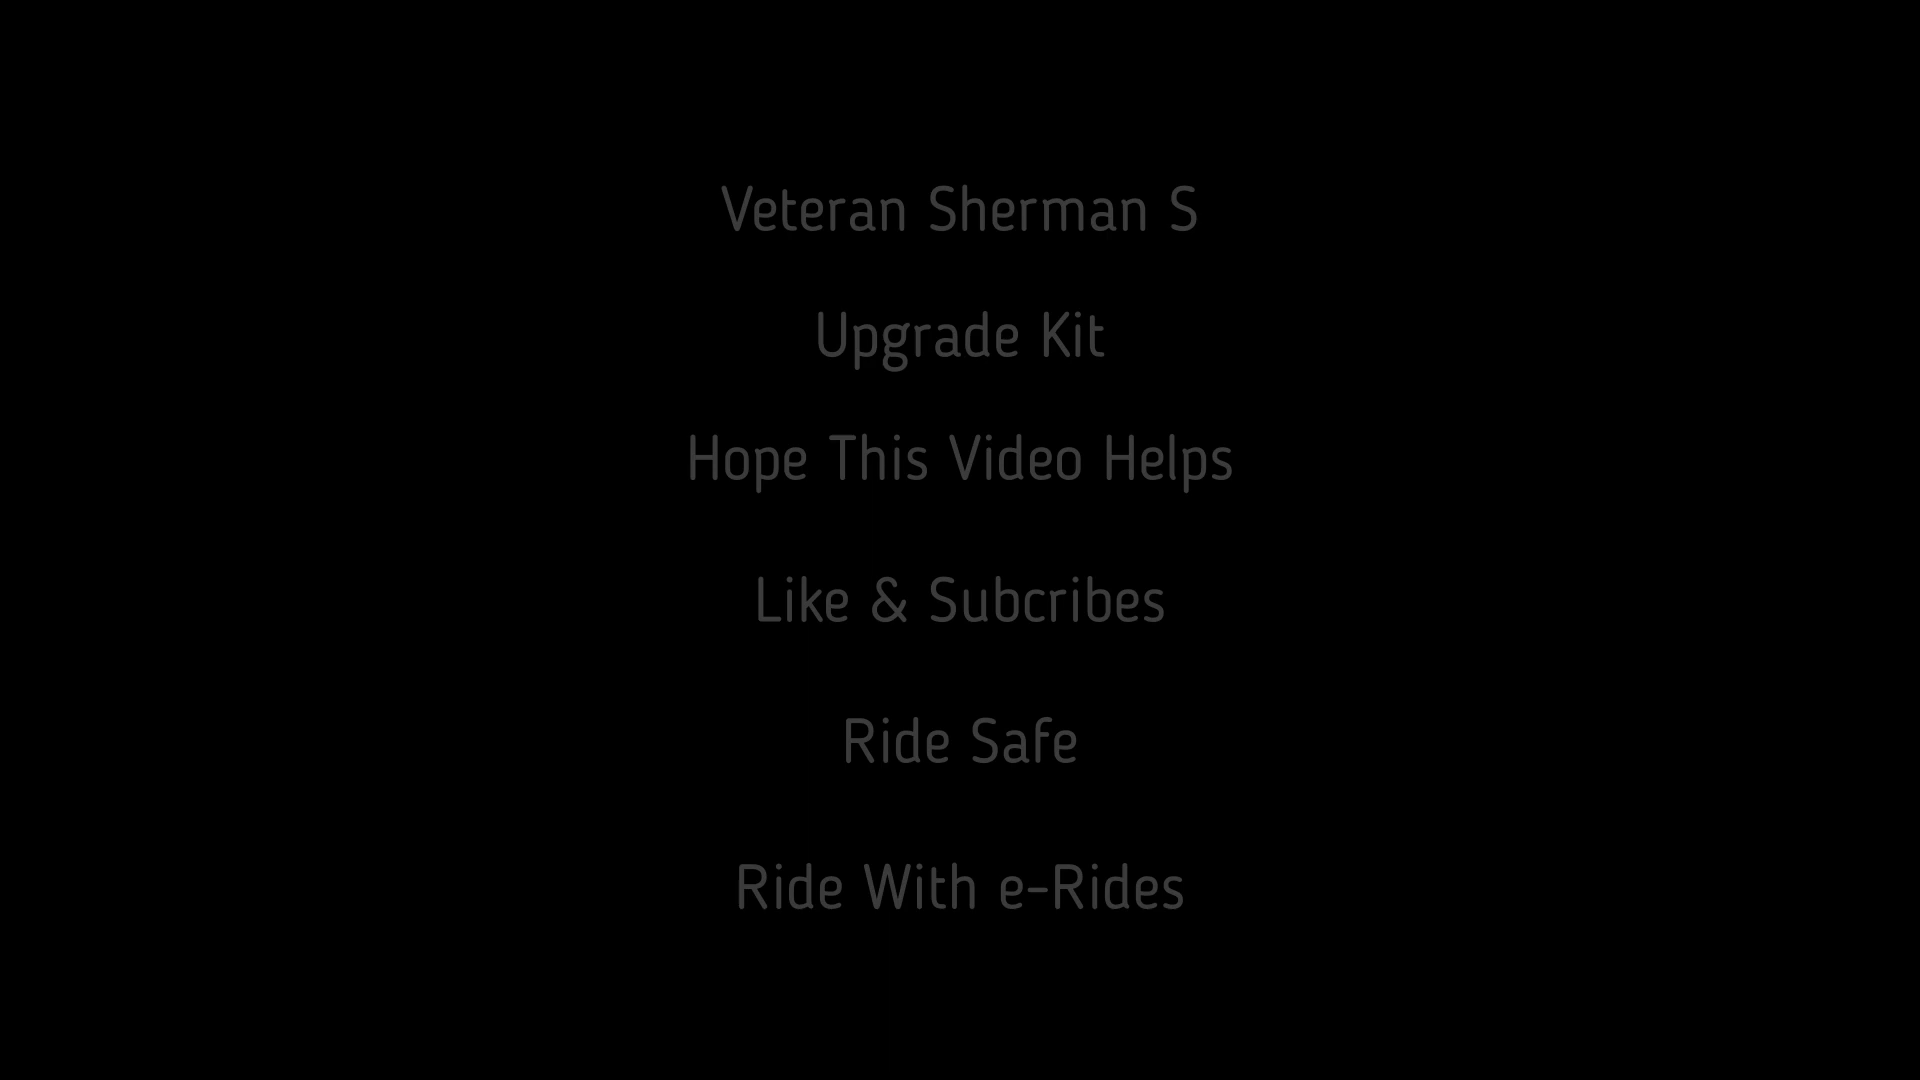 Veteran Sherman S
Upgrade Kit
Hope This Video Helps
Like & Subcribes
Ride Safe
Ride With e-Rides